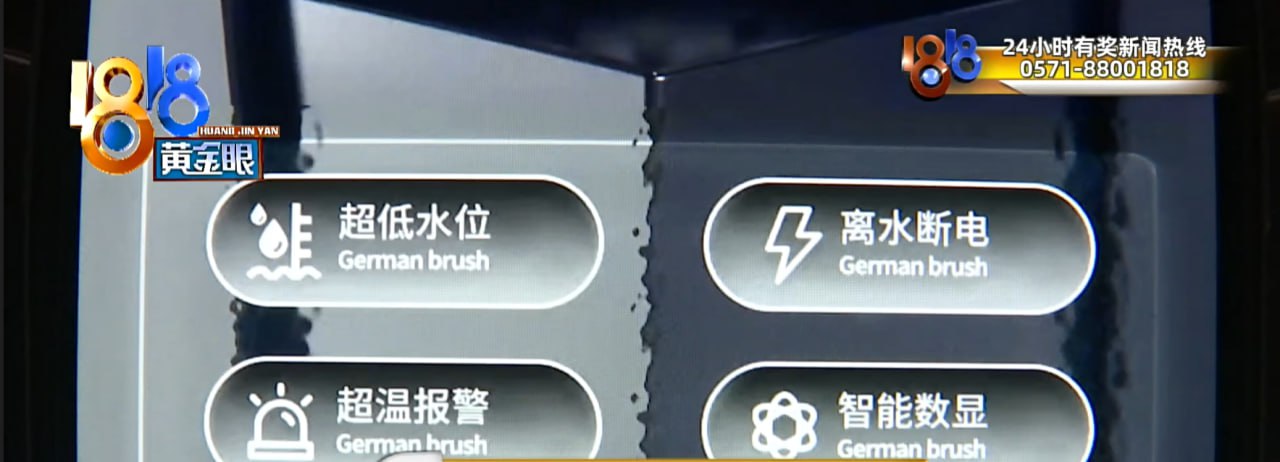 1818
HUANG JIN YAN
黄金眼
1818
24小时有奖新闻热线
0571-88001818
超低水位
German brush
离水断电
German brush
超温报警
German brush
智能数显
German brush